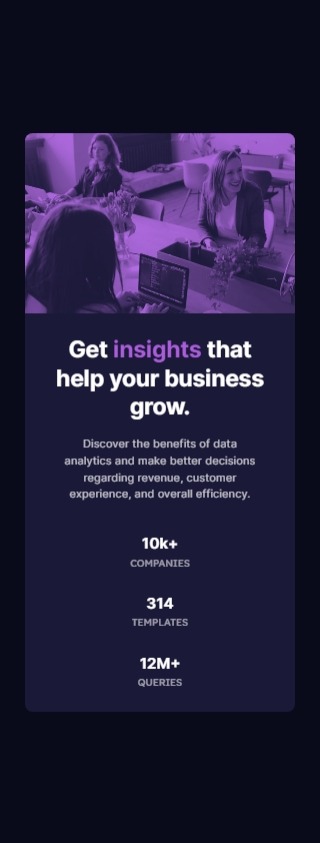 Get insights that
help your business
grow.
Discover the benefits of data
analytics and make better decisions
regarding revenue, customer
experience, and overall efficiency.
10k+
COMPANIES
314
TEMPLATES
12M+
QUERIES